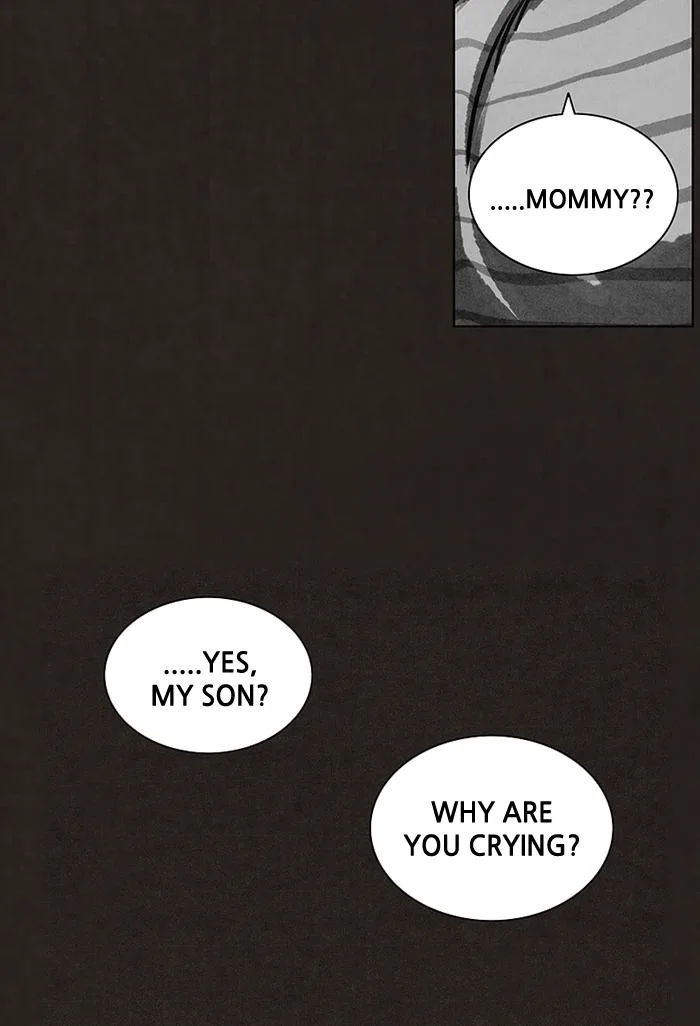 .....MOMMY??
.....YES,
MY SON?
WHY ARE
YOU CRYING?